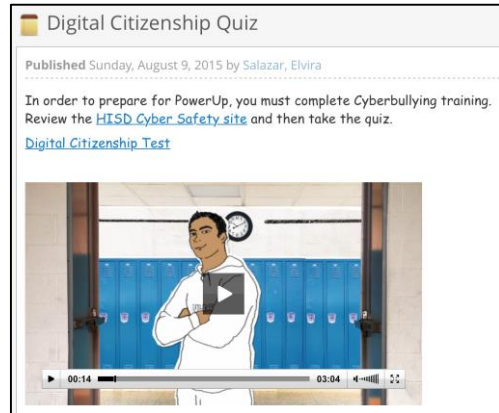 Digital Citizenship Quiz
Published Sunday, August 9, 2015 by Salazar, Elvira
In order to prepare for PowerUp, you must complete Cyberbullying training.
Review the HISD Cyber Safety site and then take the quiz.
Digital Citizenship Test
00:14
03:04